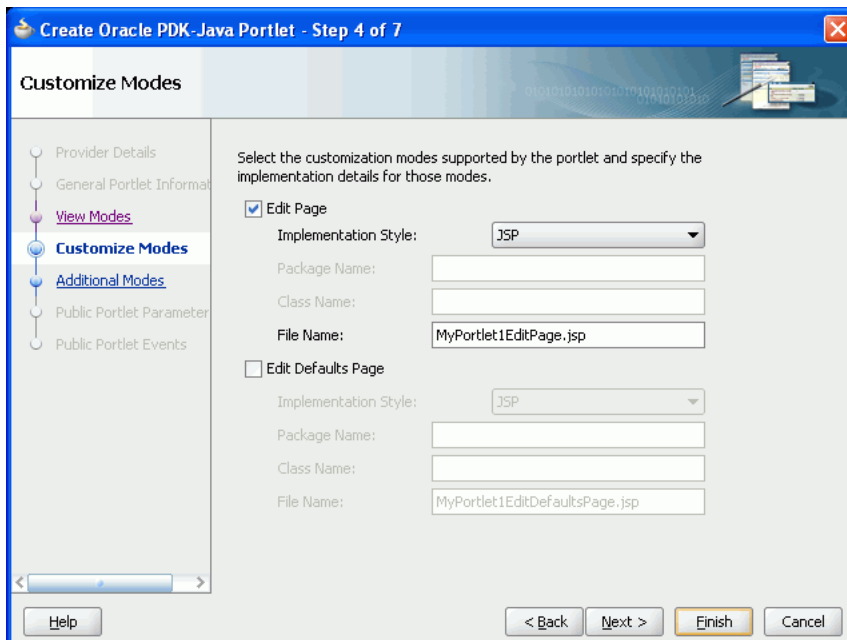 Create Oracle PDK-Java Portlet - Step 4 of 7
Customize Modes
Provider Details
General Portlet Informat
View Modes
Customize Modes
Additional Modes
Public Portlet Parameter
Public Portlet Events
Select the customization modes supported by the portlet and specify the
implementation details for those modes.
Edit Page
Implementation Style: JSP
Package Name:
Class Name:
File Name: MyPortlet1EditPage.jsp
Edit Defaults Page
Implementation Style: JSP
Package Name:
Class Name:
File Name: MyPortlet1EditDefaultsPage.jsp
Help < Back Next > Finish Cancel